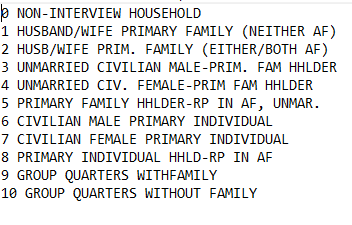 0 NON-INTERVIEW HOUSEHOLD
1 HUSBAND/WIFE PRIMARY FAMILY (NEITHER AF)
2 HUSB/WIFE PRIM. FAMILY (EITHER/BOTH AF)
3 UNMARRIED CIVILIAN MALE-PRIM. FAM HHLDER
4 UNMARRIED CIV. FEMALE-PRIM FAM HHLDER
5 PRIMARY FAMILY HHLDER-RP IN AF, UNMAR.
6 CIVILIAN MALE PRIMARY INDIVIDUAL
7 CIVILIAN FEMALE PRIMARY INDIVIDUAL
8 PRIMARY INDIVIDUAL HHLD-RP IN AF
9 GROUP QUARTERS WITHFAMILY
10 GROUP QUARTERS WITHOUT FAMILY